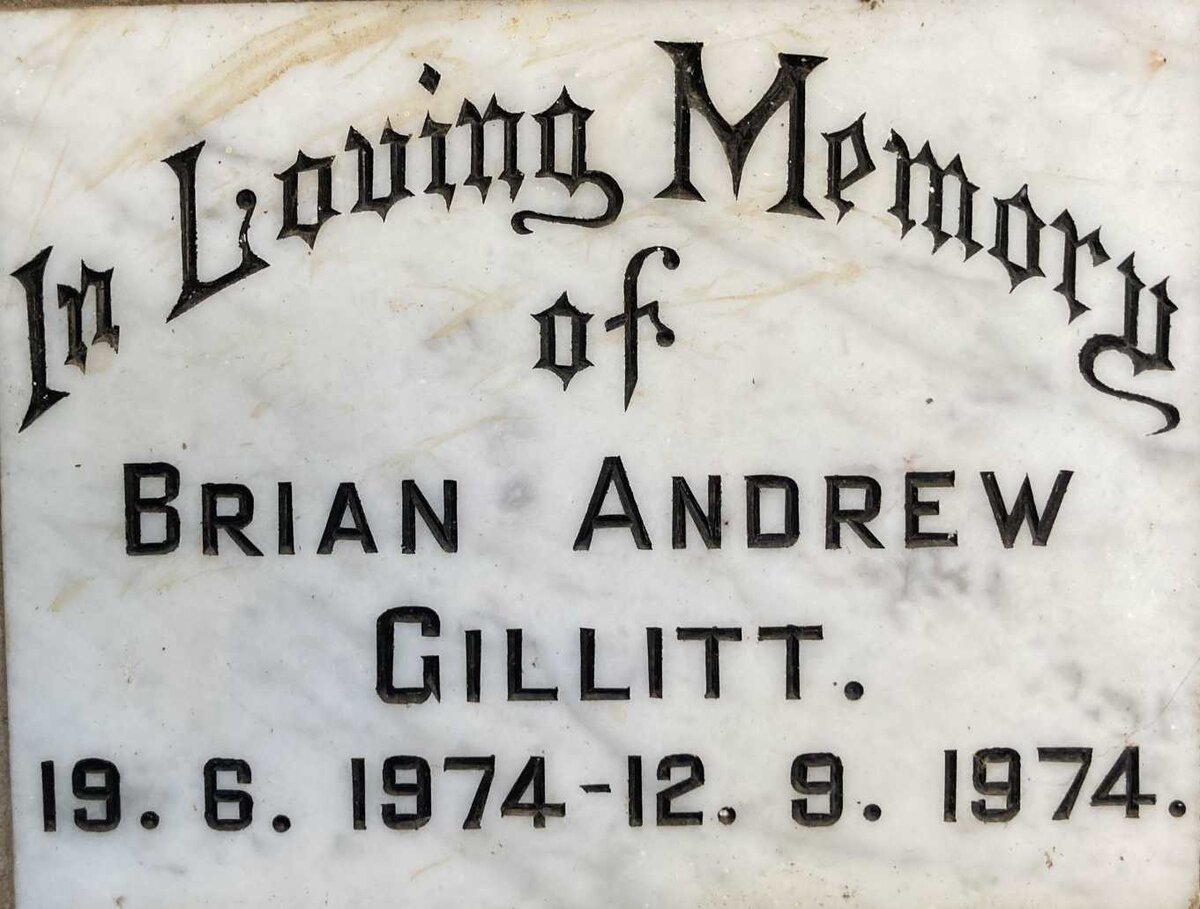 In Loving Memory
of
BRIAN ANDREW
GILLITT.
19. 6. 1974-12. 9. 1974.